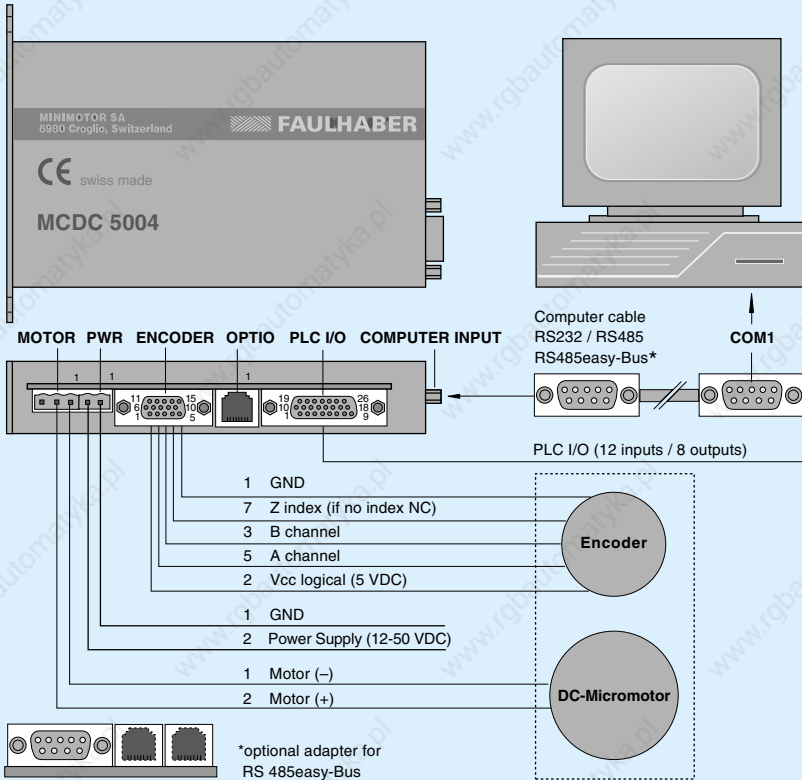 MINIMOTOR SA
6980 Croglio, Switzerland
FAULHABER
CE swiss made
MCDC 5004
Computer cable
RS232 / RS485
RS485easy-Bus*
COM1
MOTOR PWR ENCODER OPTIO PLC I/O COMPUTER INPUT
1 1 1
11 15
6 10
1 5
19 26
10 18
1 9
PLC I/O (12 inputs / 8 outputs)
1 GND
7 Z index (if no index NC)
3 B channel
5 A channel
2 Vcc logical (5 VDC)
Encoder
1 GND
2 Power Supply (12-50 VDC)
1 Motor (–)
2 Motor (+)
DC-Micromotor
*optional adapter for
RS 485easy-Bus
www.rgbautomatyka.pl